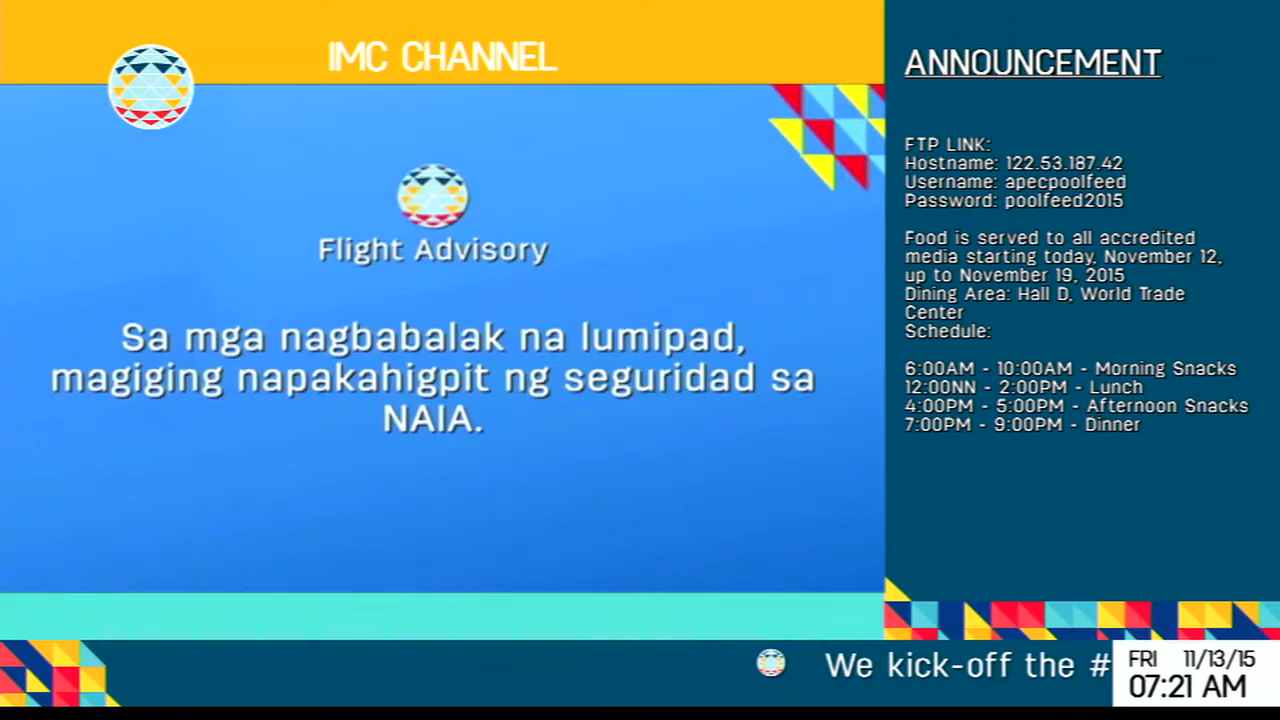 IMC CHANNEL
Flight Advisory
Sa mga nagbabalak na lumipad,
magiging napakahigpit ng seguridad sa
NAIA.
ANNOUNCEMENT
FTP LINK:
Hostname: 122.53.187.42
Username: apecpoolfeed
Password: poolfeed2015
Food is served to all accredited
media starting today, November 12,
up to November 19, 2015
Dining Area: Hall D, World Trade
Center
Schedule:
6:00AM - 10:00AM - Morning Snacks
12:00NN - 2:00PM - Lunch
4:00PM - 5:00PM - Afternoon Snacks
7:00PM - 9:00PM - Dinner
We kick-off the #
FRI 11/13/15
07:21 AM